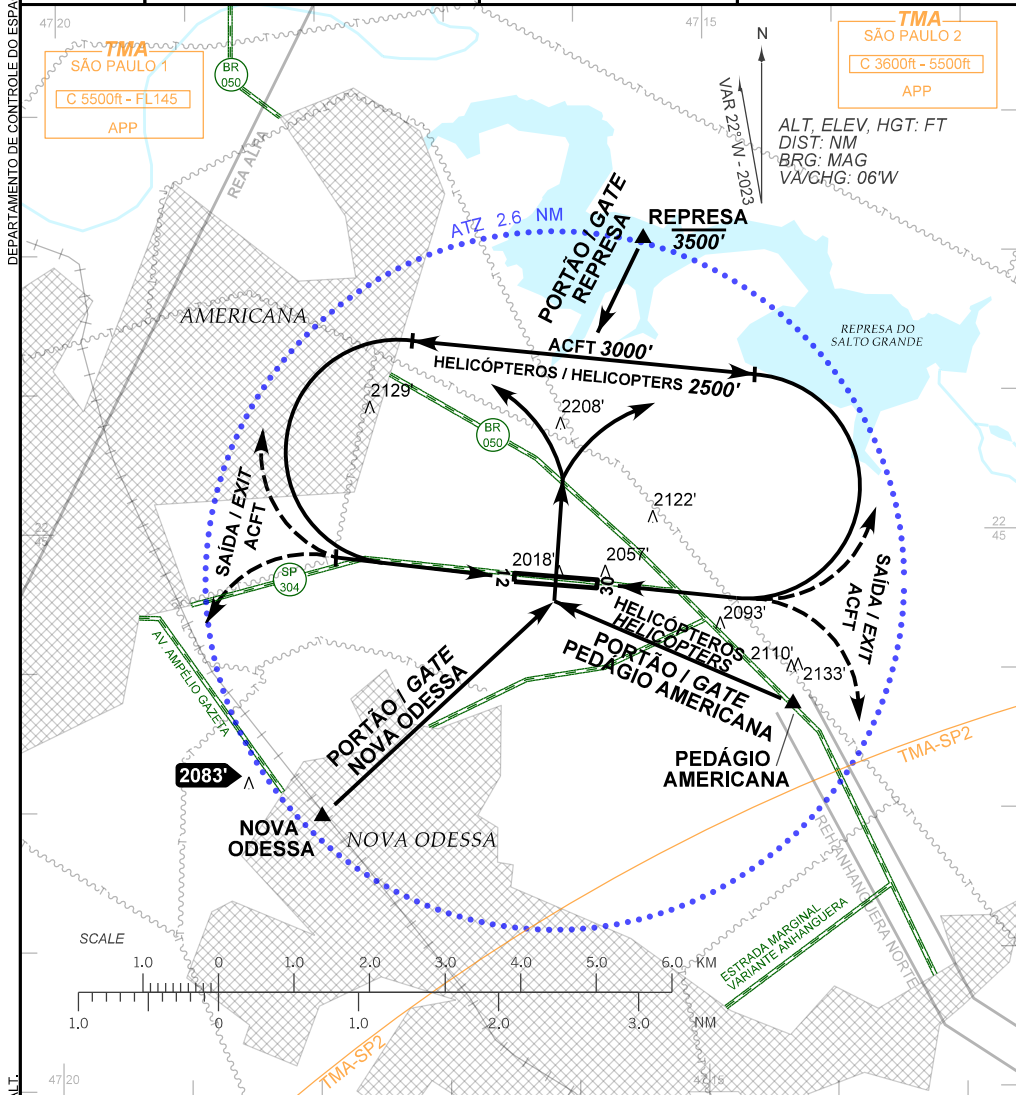 DEPARTAMENTO DE CONTROLE DO ESPA
47 20
47 15
TMA
SÃO PAULO 1
C 5500ft - FL145
APP
BR
050
REA ALFA
N
VAR 22° W - 2023
TMA
SÃO PAULO 2
C 3600ft - 5500ft
APP
ALT, ELEV, HGT: FT
DIST: NM
BRG: MAG
VA/CHG: 06'W
ATZ 2.6 NM
PORTÃO / GATE
REPRESA
REPRESA
3500'
AMERICANA
REPRESA DO
SALTO GRANDE
ACFT 3000'
HELICÓPTEROS / HELICOPTERS 2500'
2129'
2208'
BR
050
2122'
SAÍDA / EXIT
ACFT
22
45
22
45
2018'
2057'
12
30
SP
304
2093'
HELICÓPTEROS
HELICOPTERS
SAÍDA / EXIT
ACFT
2110'
2133'
PORTÃO / GATE
PEDÁGIO AMERICANA
AV. AMPÉLIO GAZETA
PORTÃO / GATE
NOVA ODESSA
PEDÁGIO
AMERICANA
TMA-SP2
2083'
NOVA
ODESSA
NOVA ODESSA
REH ANHANGUERA NORTE
ESTRADA MARGINAL
VARIANTE ANHANGUERA
SCALE
1.0 0 1.0 2.0 3.0 4.0 5.0 6.0 KM
1.0 0 1.0 2.0 3.0 NM
TMA-SP2
47 20
47 15
ALT.